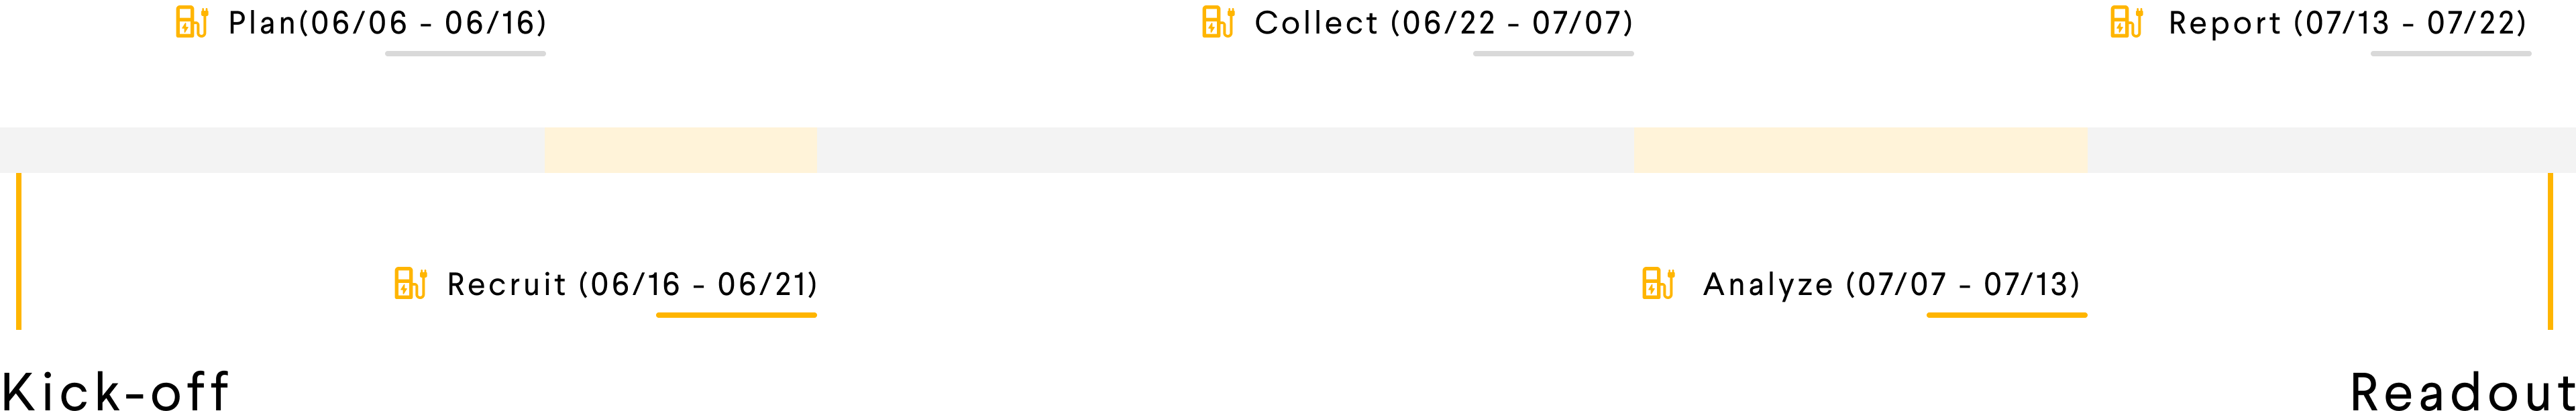 Plan(06/06 - 06/16)
Collect (06/22 - 07/07)
Report (07/13 - 07/22)
Recruit (06/16 - 06/21)
Analyze (07/07 - 07/13)
Kick-off
Readout